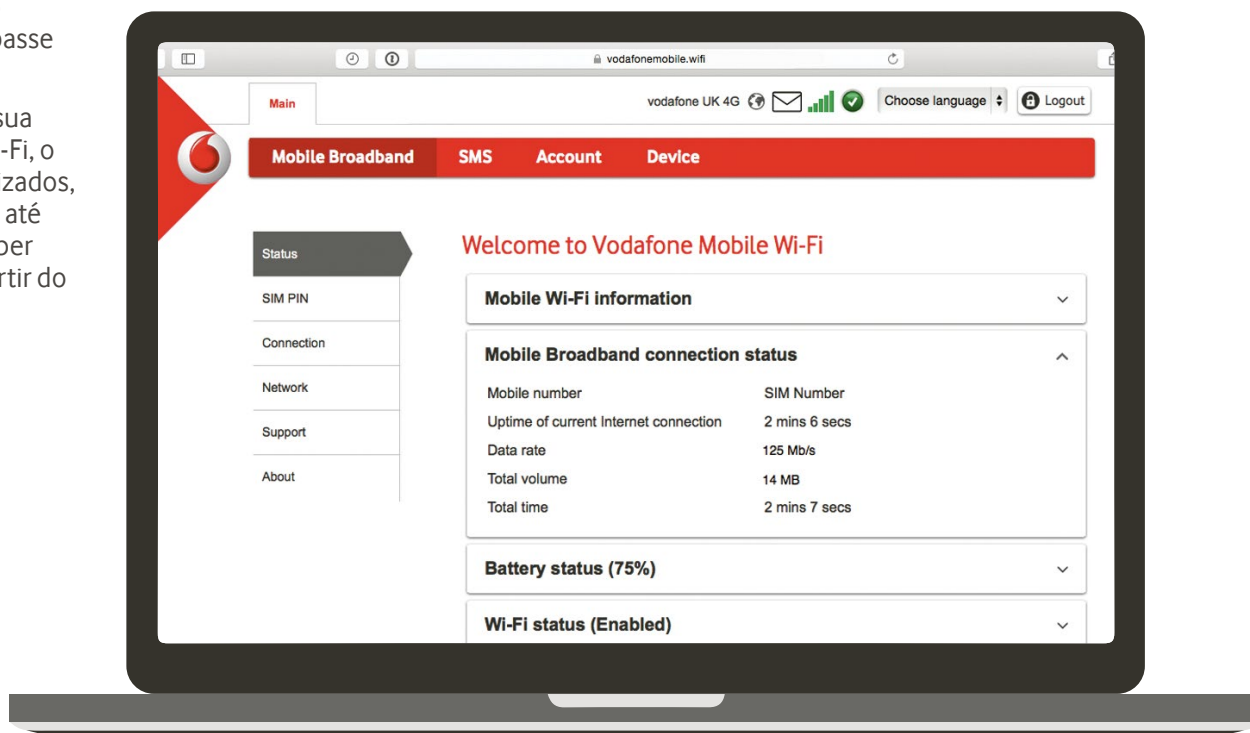 passe
sua
-Fi, o
izados,
até
ber
rtir do
vodafonemobile.wifi
Main
vodafone UK 4G
Choose language
Logout
Mobile Broadband SMS Account Device
Status
SIM PIN
Connection
Network
Support
About
Welcome to Vodafone Mobile Wi-Fi
Mobile Wi-Fi information
Mobile Broadband connection status
Mobile number SIM Number
Uptime of current Internet connection 2 mins 6 secs
Data rate 125 Mb/s
Total volume 14 MB
Total time 2 mins 7 secs
Battery status (75%)
Wi-Fi status (Enabled)